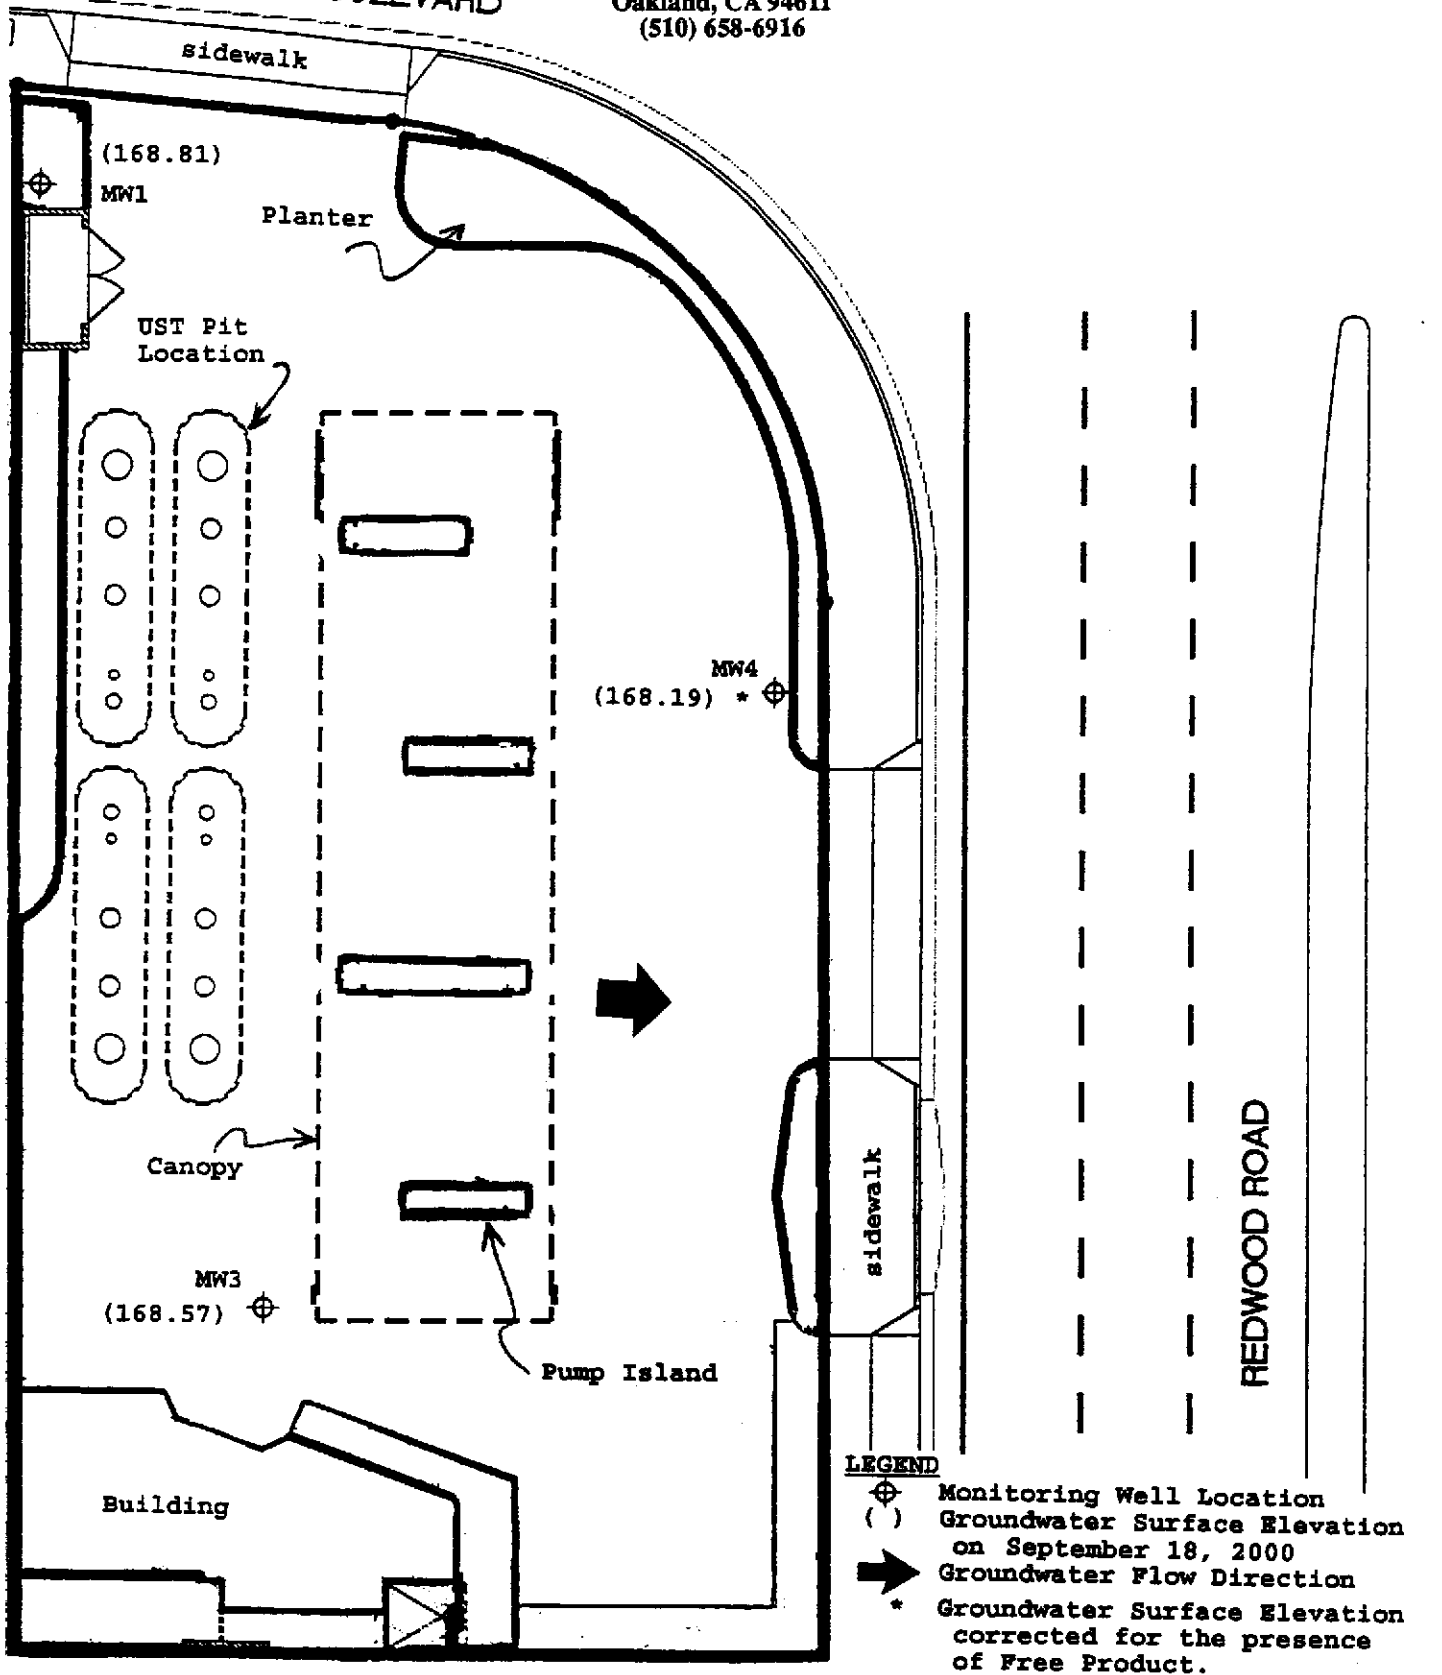 Oakland, CA 94611
(510) 658-6916
sidewalk
(168.81)
MW1
Planter
UST Pit
Location
MW4
(168.19) *
Canopy
sidewalk
REDWOOD ROAD
MW3
(168.57)
Pump Island
Building
LEGEND
Monitoring Well Location
( ) Groundwater Surface Elevation
on September 18, 2000
Groundwater Flow Direction
* Groundwater Surface Elevation
corrected for the presence
of Free Product.